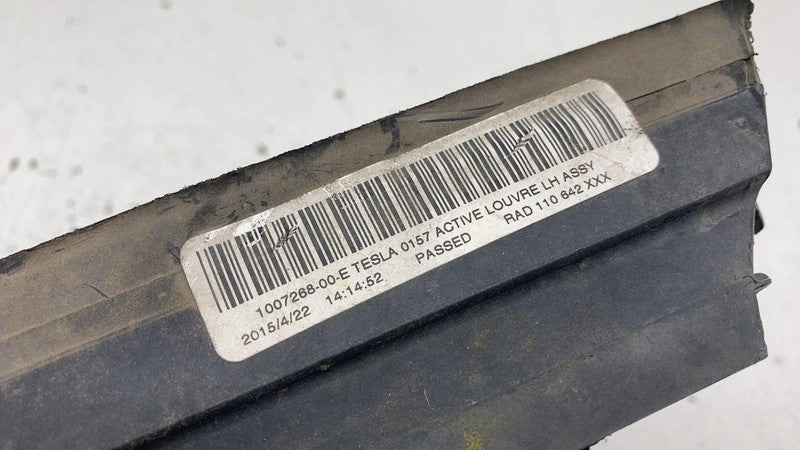 1007268-00-E TESLA 0157 ACTIVE LOUVRE LH ASSY
2015/4/22 14:14:52 PASSED RAD 110 642 XXX